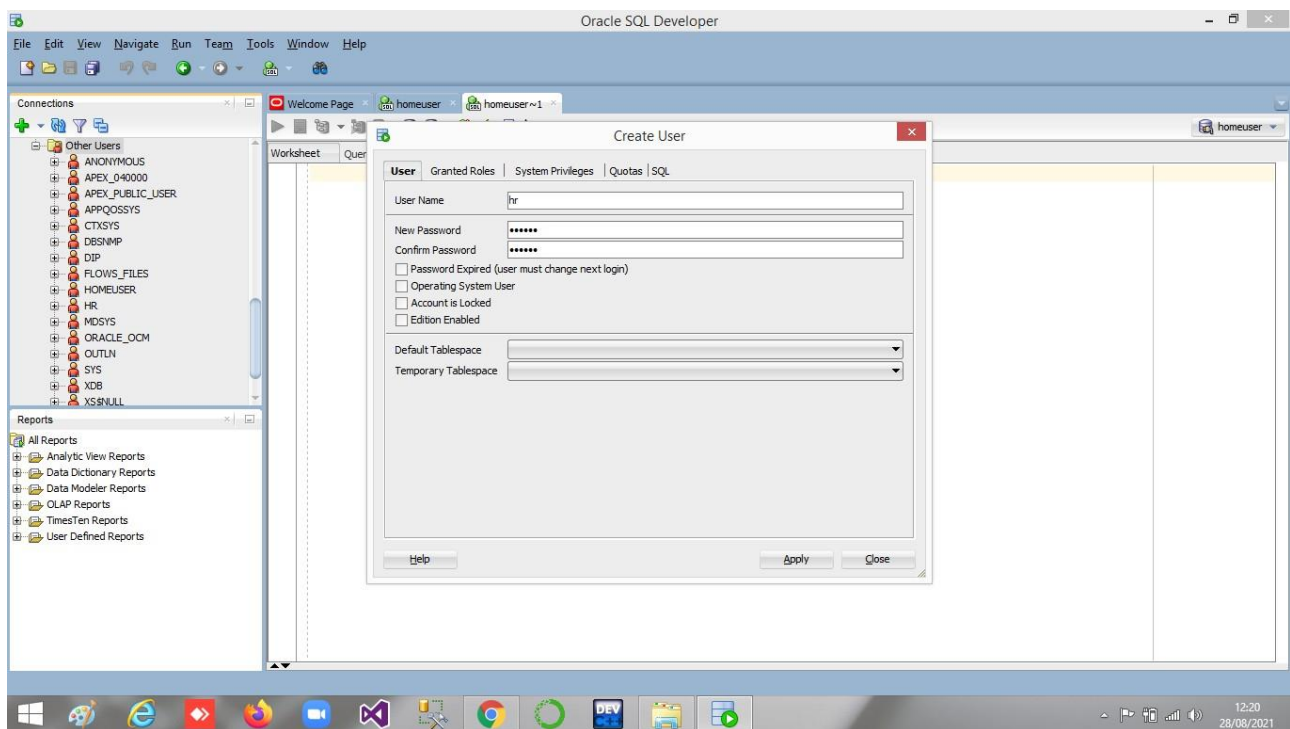 Oracle SQL Developer
File Edit View Navigate Run Team Tools Window Help
Connections
Welcome Page
homeuser
homeuser~1
homeuser
Other Users
ANONYMOUS
APEX_040000
APEX_PUBLIC_USER
APPQOSSYS
CTXSYS
DBSNMP
DIP
FLOWS_FILES
HOMEUSER
HR
MDSYS
ORACLE_OCM
OUTLN
SYS
XDB
XS$NULL
Reports
All Reports
Analytic View Reports
Data Dictionary Reports
Data Modeler Reports
OLAP Reports
TimesTen Reports
User Defined Reports
Worksheet Quer
Create User
User Granted Roles System Privileges Quotas SQL
User Name hr
New Password ••••••
Confirm Password ••••••
Password Expired (user must change next login)
Operating System User
Account is Locked
Edition Enabled
Default Tablespace
Temporary Tablespace
Help Apply Close
DEV
12:20
28/08/2021